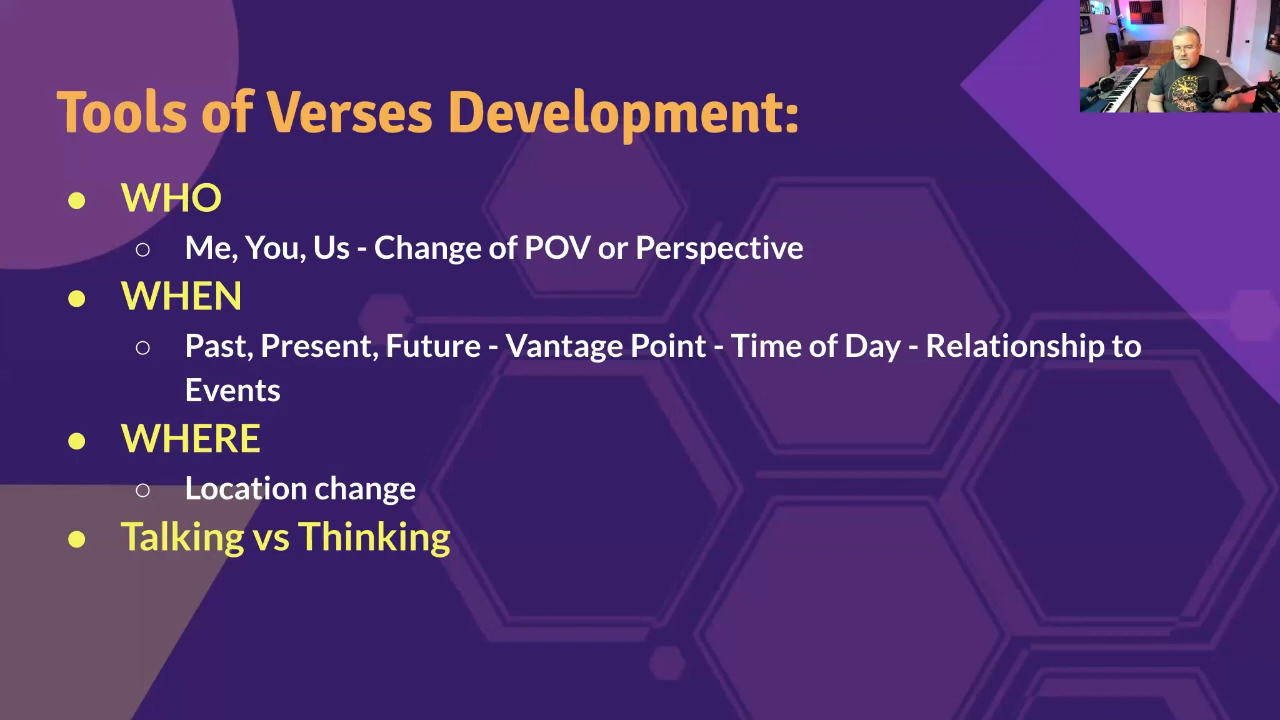 Tools of Verses Development:
● WHO
○ Me, You, Us - Change of POV or Perspective
● WHEN
○ Past, Present, Future - Vantage Point - Time of Day - Relationship to
Events
● WHERE
○ Location change
● Talking vs Thinking